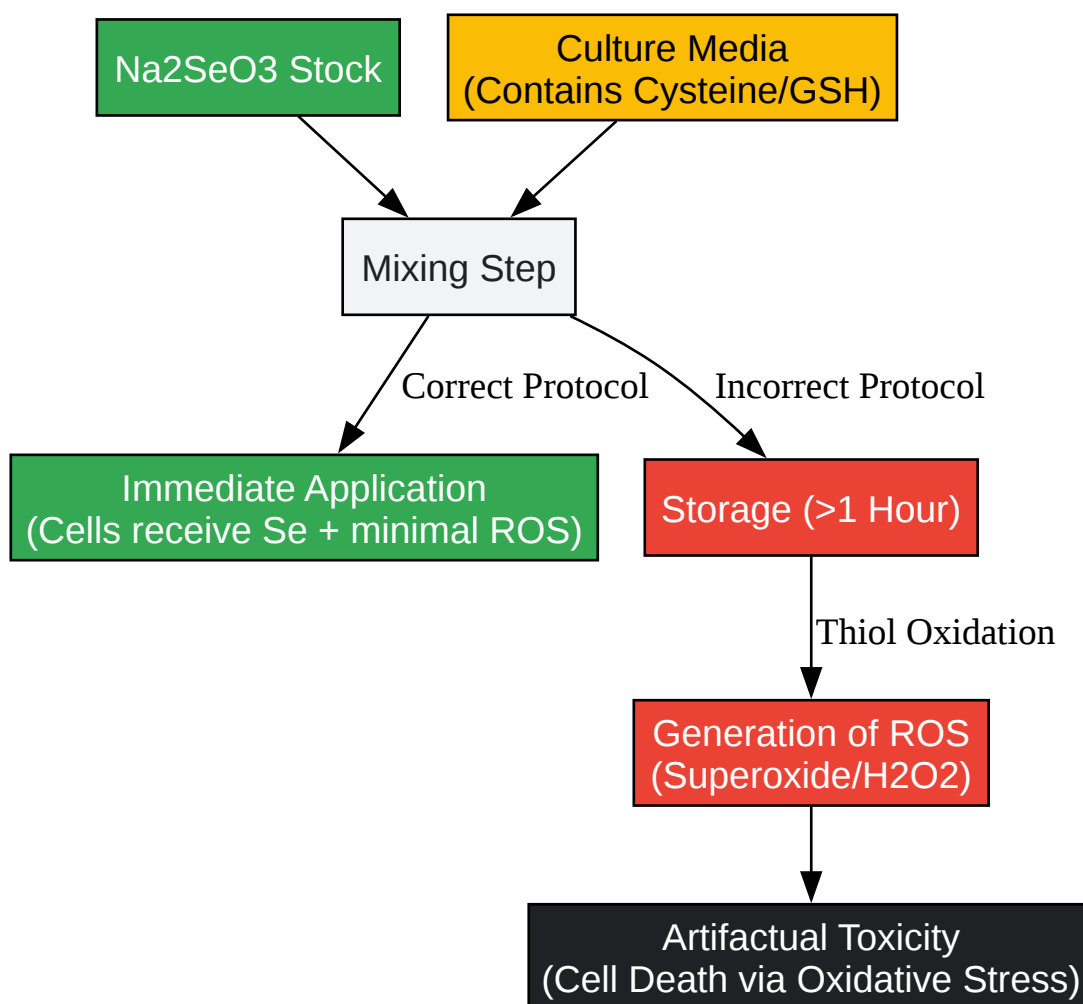 Na2SeO3 Stock
Culture Media
(Contains Cysteine/GSH)
Mixing Step
Correct Protocol
Incorrect Protocol
Immediate Application
(Cells receive Se + minimal ROS)
Storage (>1 Hour)
Thiol Oxidation
Generation of ROS
(Superoxide/H2O2)
Artifactual Toxicity
(Cell Death via Oxidative Stress)